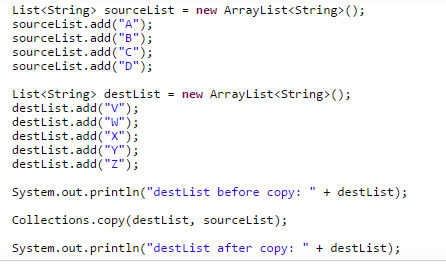 List<String> sourceList = new ArrayList<String>();
sourceList.add("A");
sourceList.add("B");
sourceList.add("C");
sourceList.add("D");
List<String> destList = new ArrayList<String>();
destList.add("V");
destList.add("W");
destList.add("X");
destList.add("Y");
destList.add("Z");
System.out.println("destList before copy: " + destList);
Collections.copy(destList, sourceList);
System.out.println("destList after copy: " + destList);